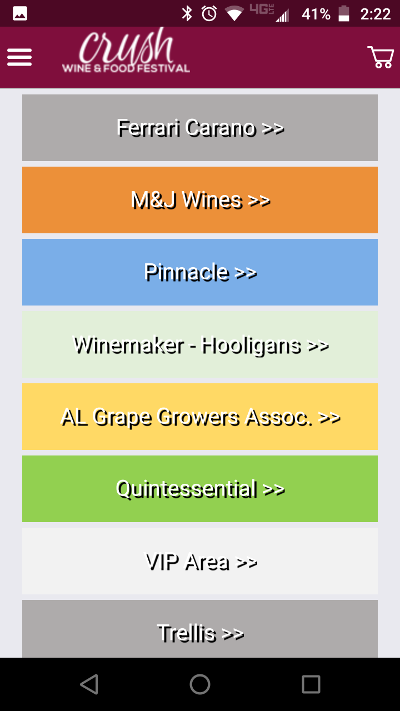 4G LTE 41% 2:22
crush
WINE & FOOD FESTIVAL
Ferrari Carano >>
M&J Wines >>
Pinnacle >>
Winemaker - Hooligans >>
AL Grape Growers Assoc. >>
Quintessential >>
VIP Area >>
Trellis >>